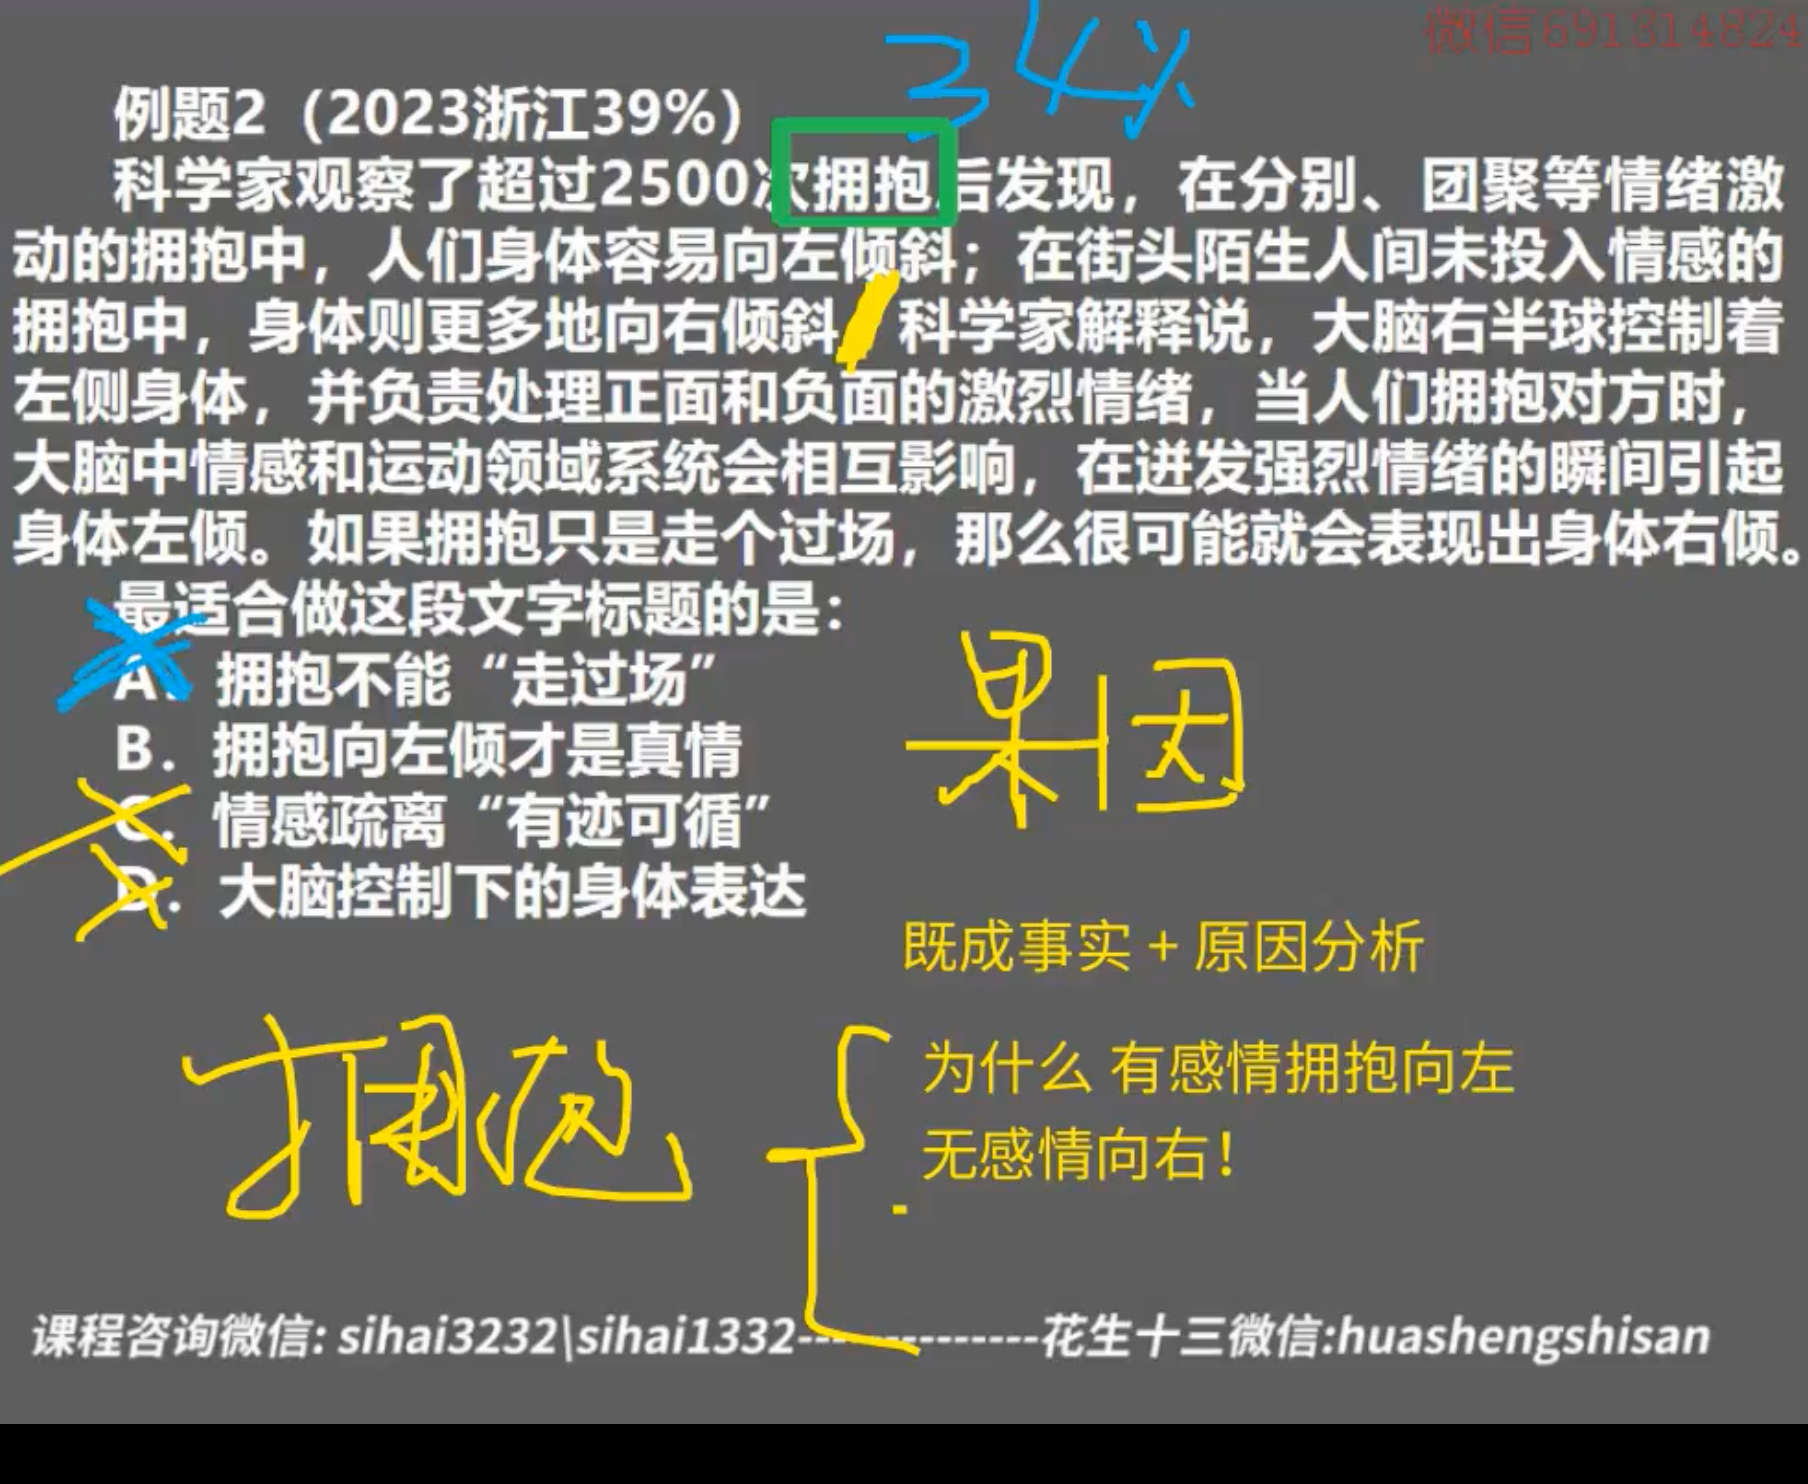 微信691314824
34%
例题2（2023浙江39%）
科学家观察了超过2500次拥抱后发现，在分别、团聚等情绪激
动的拥抱中，人们身体容易向左倾斜；在街头陌生人间未投入情感的
拥抱中，身体则更多地向右倾斜 科学家解释说，大脑右半球控制着
左侧身体，并负责处理正面和负面的激烈情绪，当人们拥抱对方时，
大脑中情感和运动领域系统会相互影响，在迸发强烈情绪的瞬间引起
身体左倾。如果拥抱只是走个过场，那么很可能就会表现出身体右倾。
最适合做这段文字标题的是：
A. 拥抱不能“走过场”
B. 拥抱向左倾才是真情
C. 情感疏离“有迹可循”
D. 大脑控制下的身体表达
果因
既成事实 + 原因分析
拥抱
为什么 有感情拥抱向左
无感情向右！
课程咨询微信: sihai3232\sihai1332--------------花生十三微信:huashengshisan